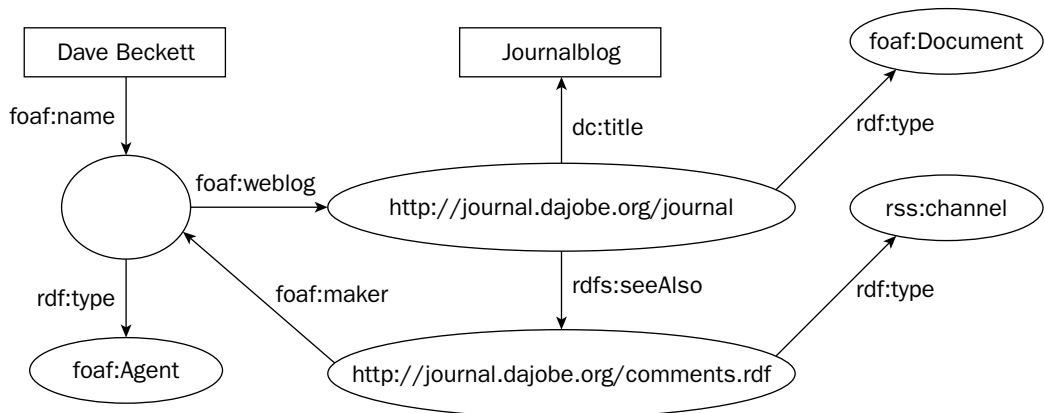 Dave Beckett
Journalblog
foaf:Document
foaf:name
dc:title
rdf:type
foaf:weblog
http://journal.dajobe.org/journal
rss:channel
rdf:type
foaf:maker
rdfs:seeAlso
rdf:type
foaf:Agent
http://journal.dajobe.org/comments.rdf